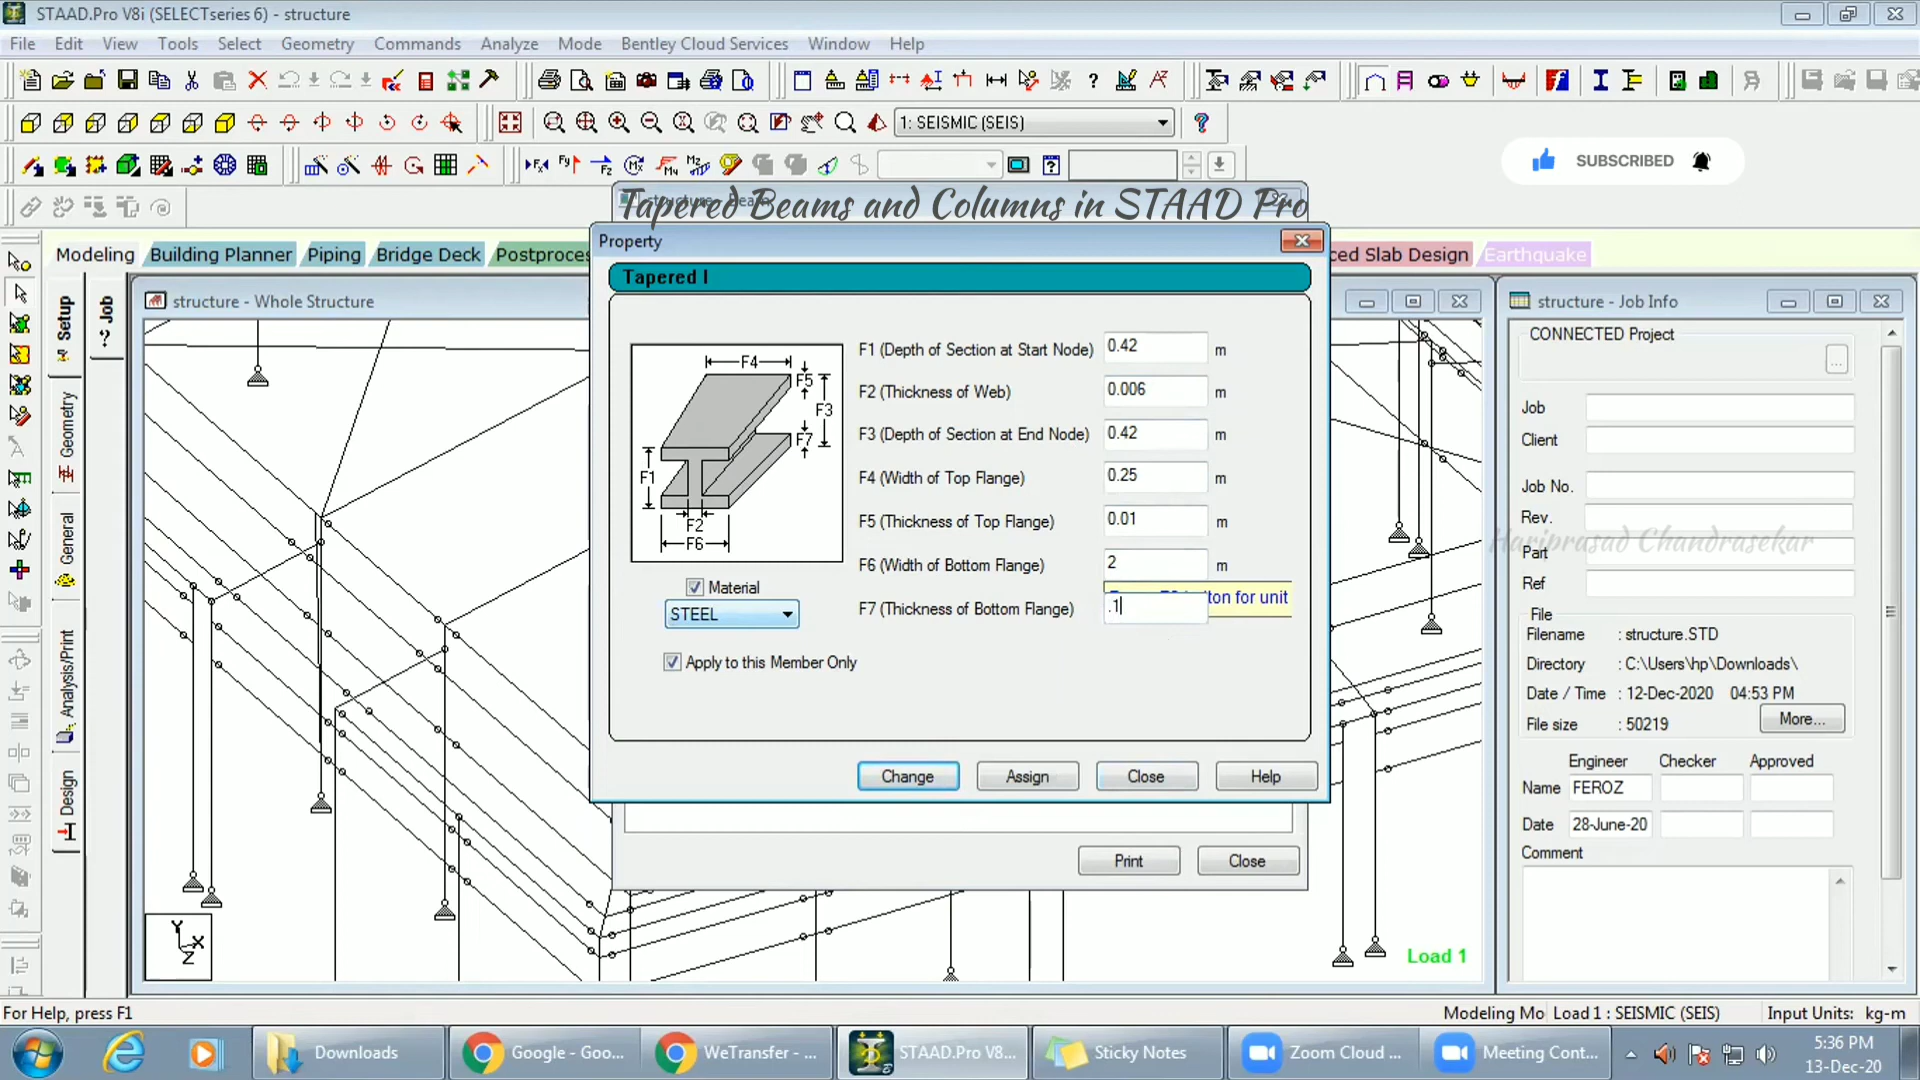 STAAD.Pro V8i (SELECTseries 6) - structure
File Edit View Tools Select Geometry Commands Analyze Mode Bentley Cloud Services Window Help
1: SEISMIC (SEIS)
SUBSCRIBED
Tapered Beams and Columns in STAAD Pro
Modeling Building Planner Piping Bridge Deck Postproces
ced Slab Design Earthquake
Setup
Geometry
General
Analysis/Print
Design
Job
structure - Whole Structure
Property
Tapered I
F4
F5
F3
F7
F1
F2
F6
F1 (Depth of Section at Start Node) 0.42 m
F2 (Thickness of Web) 0.006 m
F3 (Depth of Section at End Node) 0.42 m
F4 (Width of Top Flange) 0.25 m
F5 (Thickness of Top Flange) 0.01 m
F6 (Width of Bottom Flange) 2 m
F7 (Thickness of Bottom Flange) .1
tton for unit
Material
STEEL
Apply to this Member Only
Change Assign Close Help
Print Close
Y
X
Z
Load 1
structure - Job Info
CONNECTED Project
...
Job
Client
Job No.
Rev.
Hariprasad Chandrasekar
Part
Ref
File
Filename : structure.STD
Directory : C:\Users\hp\Downloads\
Date / Time : 12-Dec-2020 04:53 PM
File size : 50219
More...
Engineer Checker Approved
Name FEROZ
Date 28-June-20
Comment
For Help, press F1
Modeling Mo Load 1 : SEISMIC (SEIS) Input Units: kg-m
Downloads
Google - Goo...
WeTransfer - ...
STAAD.Pro V8...
Sticky Notes
Zoom Cloud ...
Meeting Cont...
5:36 PM
13-Dec-20